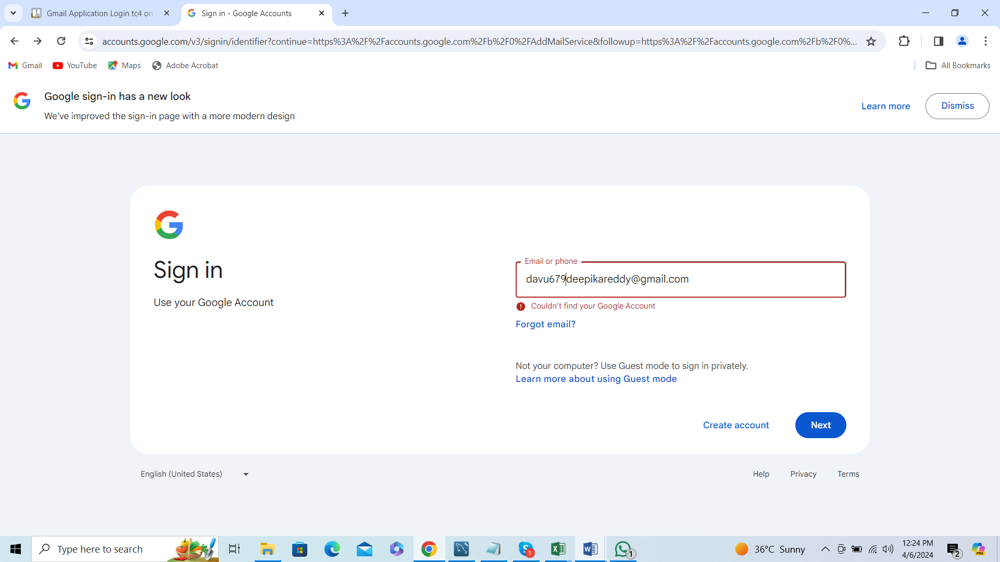 Gmail Application Login tc4 on
Sign in - Google Accounts
accounts.google.com/v3/signin/identifier?continue=https%3A%2F%2Faccounts.google.com%2Fb%2F0%2FAddMailService&followup=https%3A%2F%2Faccounts.google.com%2Fb%2F0%...
Gmail
YouTube
Maps
Adobe Acrobat
All Bookmarks
Google sign-in has a new look
We've improved the sign-in page with a more modern design
Learn more
Dismiss
Sign in
Use your Google Account
Email or phone
davu679deepikareddy@gmail.com
Couldn’t find your Google Account
Forgot email?
Not your computer? Use Guest mode to sign in privately.
Learn more about using Guest mode
Create account
Next
English (United States)
Help
Privacy
Terms
Type here to search
1
1
36°C Sunny
12:24 PM
4/6/2024
2
PRE